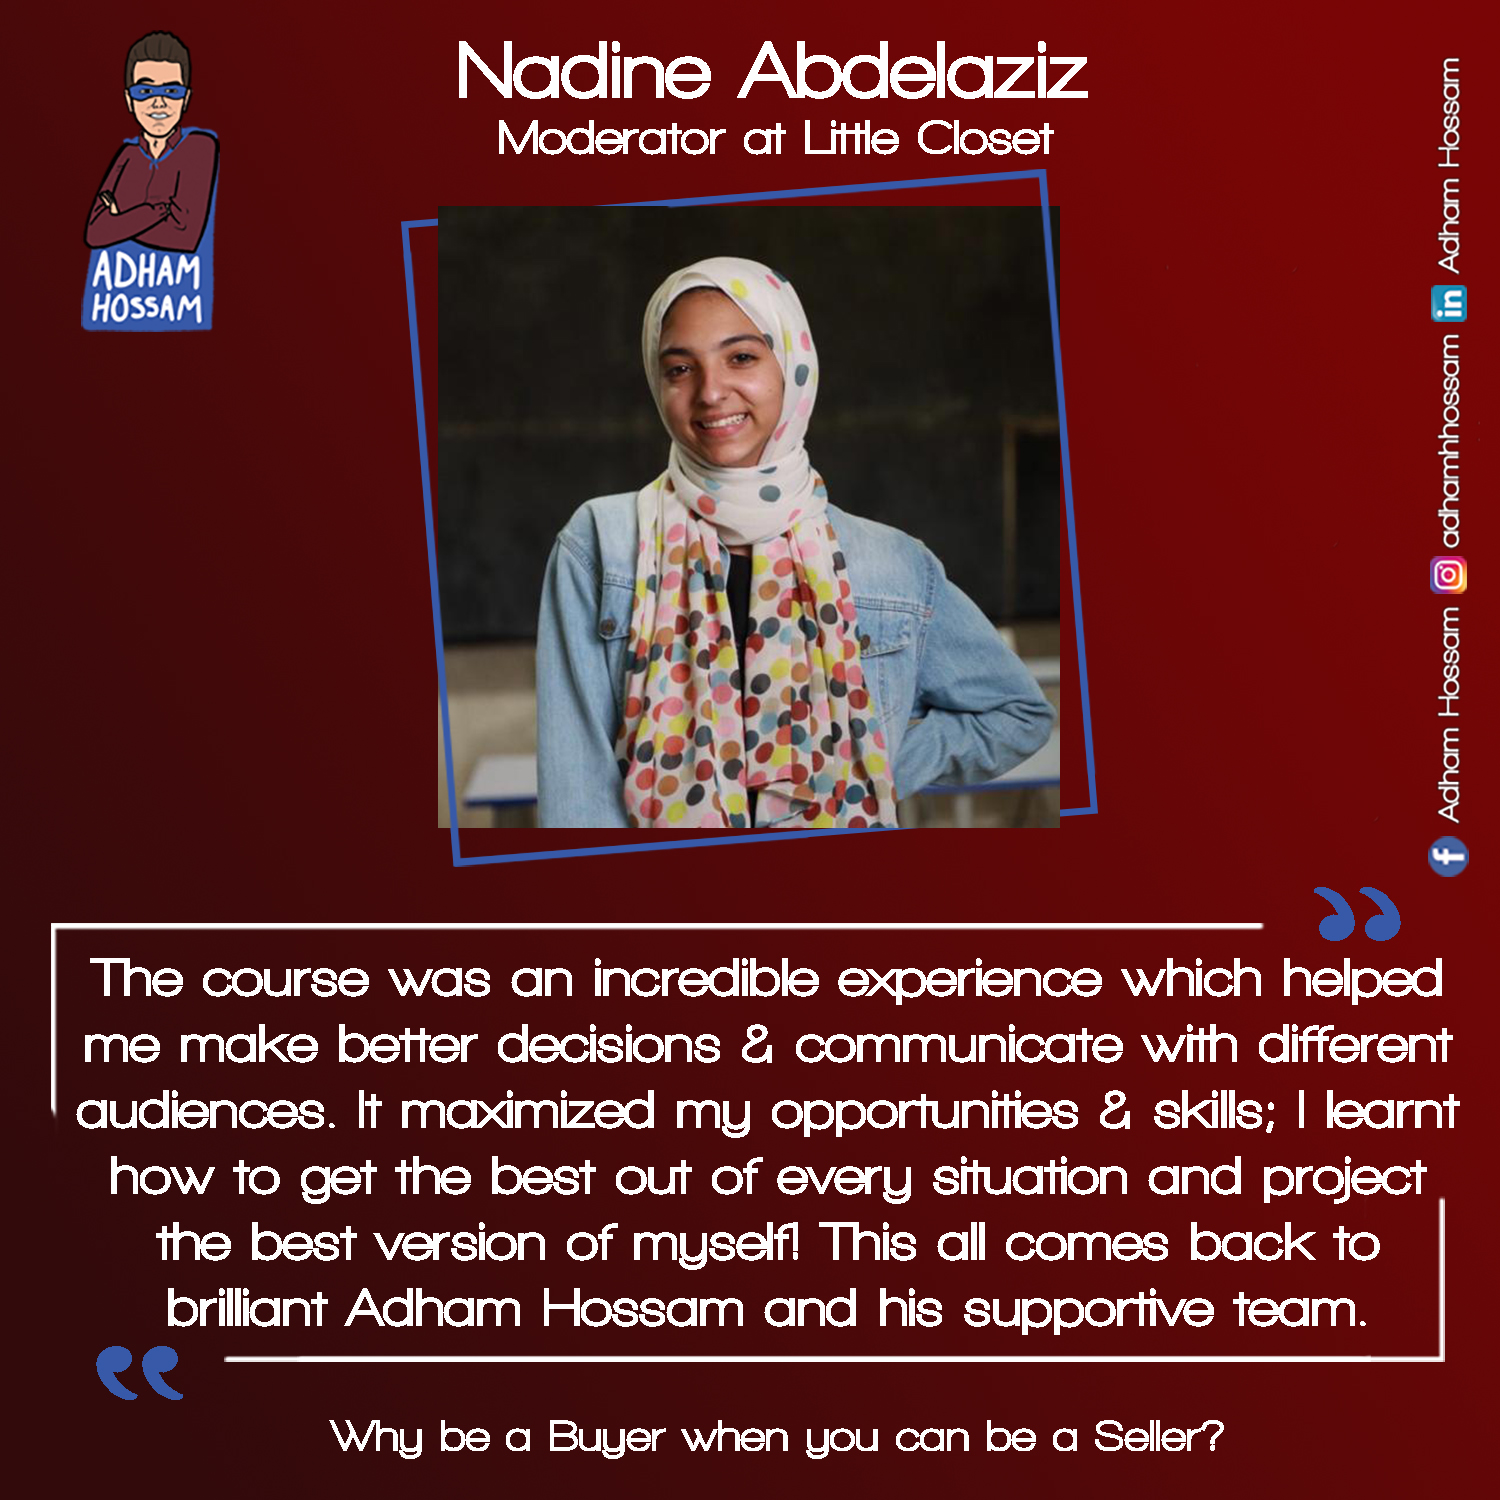 Nadine Abdelaziz
Moderator at Little Closet
ADHAM
HOSSAM
Adham Hossam
adhamhhossam
Adham Hossam
The course was an incredible experience which helped
me make better decisions & communicate with different
audiences. It maximized my opportunities & skills; I learnt
how to get the best out of every situation and project
the best version of myself! This all comes back to
brilliant Adham Hossam and his supportive team.
Why be a Buyer when you can be a Seller?